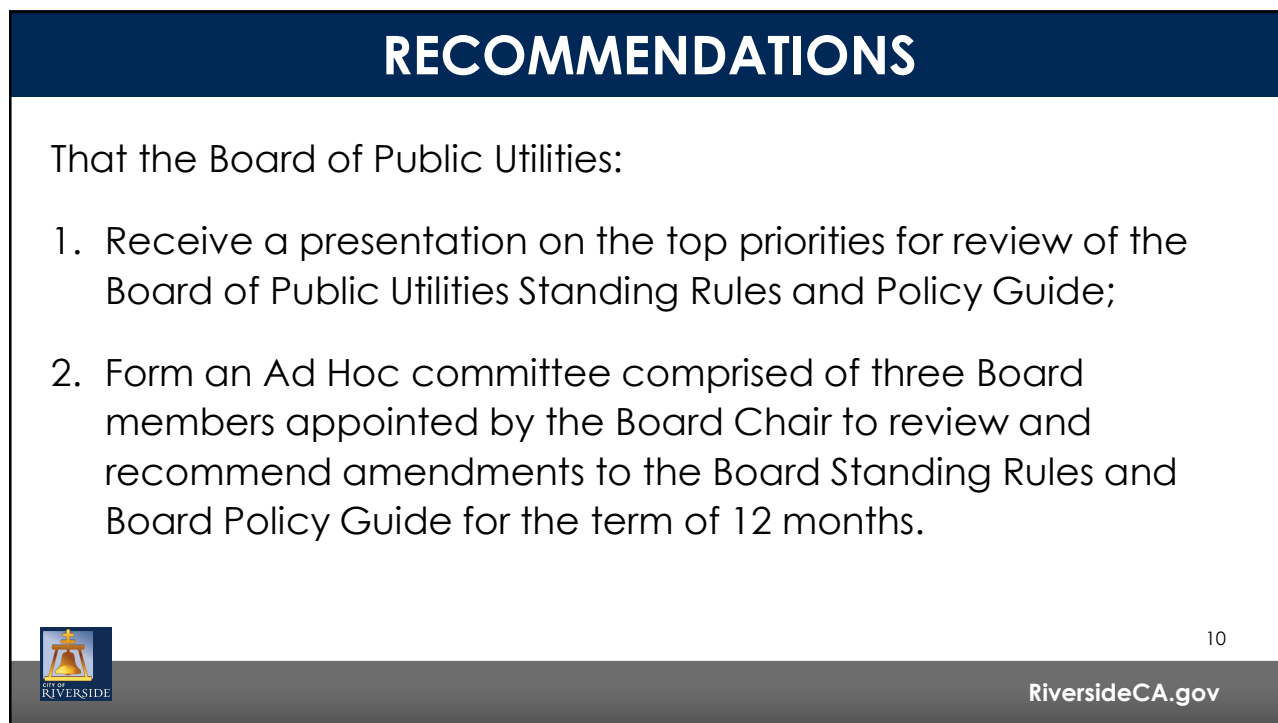 RECOMMENDATIONS
That the Board of Public Utilities:
1. Receive a presentation on the top priorities for review of the
Board of Public Utilities Standing Rules and Policy Guide;
2. Form an Ad Hoc committee comprised of three Board
members appointed by the Board Chair to review and
recommend amendments to the Board Standing Rules and
Board Policy Guide for the term of 12 months.
10
CITY OF
RIVERSIDE
RiversideCA.gov